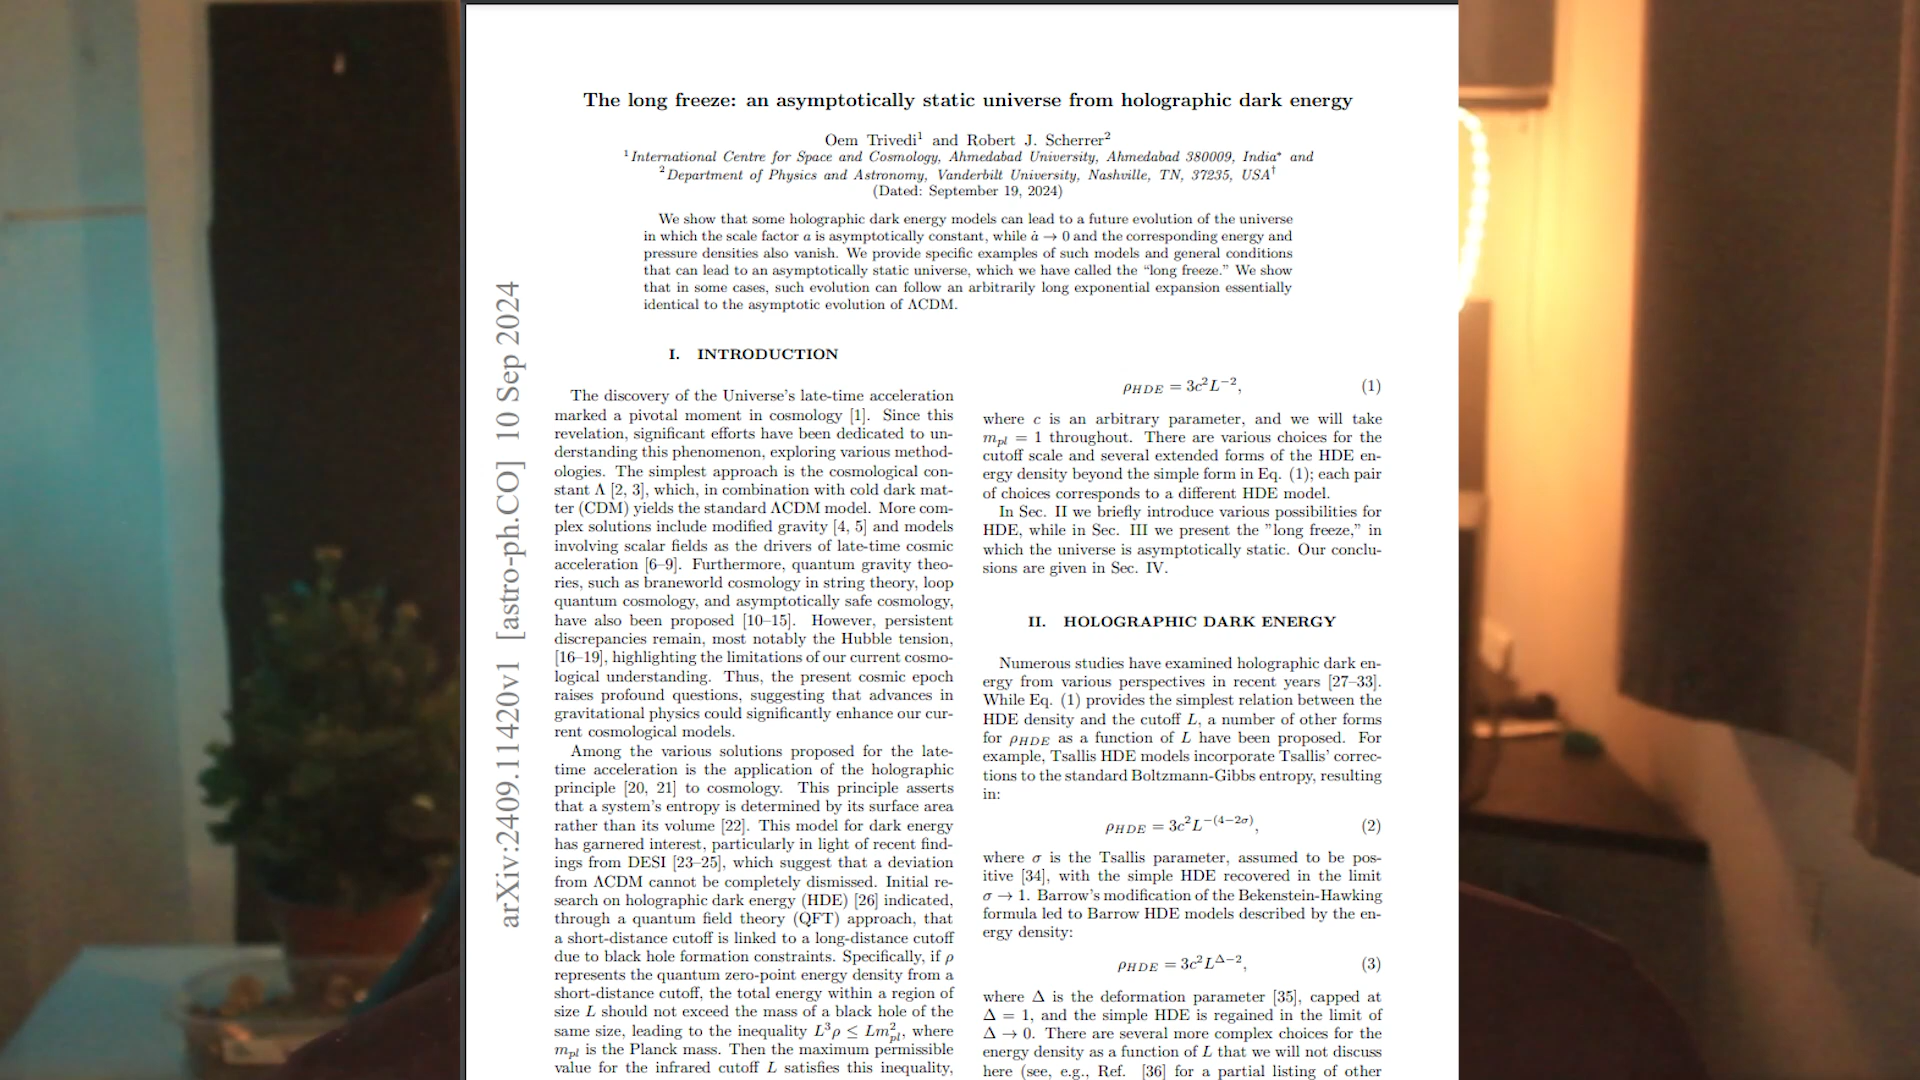 The long freeze: an asymptotically static universe from holographic dark energy
Oem Trivedi¹ and Robert J. Scherrer²
¹International Centre for Space and Cosmology, Ahmedabad University, Ahmedabad 380009, India* and
²Department of Physics and Astronomy, Vanderbilt University, Nashville, TN, 37235, USA†
(Dated: September 19, 2024)
We show that some holographic dark energy models can lead to a future evolution of the universe
in which the scale factor a is asymptotically constant, while ȧ → 0 and the corresponding energy and
pressure densities also vanish. We provide specific examples of such models and general conditions
that can lead to an asymptotically static universe, which we have called the “long freeze.” We show
that in some cases, such evolution can follow an arbitrarily long exponential expansion essentially
identical to the asymptotic evolution of ΛCDM.
arXiv:2409.11420v1 [astro-ph.CO] 10 Sep 2024
I. INTRODUCTION
The discovery of the Universe's late-time acceleration
marked a pivotal moment in cosmology [1]. Since this
revelation, significant efforts have been dedicated to un-
derstanding this phenomenon, exploring various method-
ologies. The simplest approach is the cosmological con-
stant Λ [2, 3], which, in combination with cold dark mat-
ter (CDM) yields the standard ΛCDM model. More com-
plex solutions include modified gravity [4, 5] and models
involving scalar fields as the drivers of late-time cosmic
acceleration [6–9]. Furthermore, quantum gravity theo-
ries, such as braneworld cosmology in string theory, loop
quantum cosmology, and asymptotically safe cosmology,
have also been proposed [10–15]. However, persistent
discrepancies remain, most notably the Hubble tension,
[16–19], highlighting the limitations of our current cosmo-
logical understanding. Thus, the present cosmic epoch
raises profound questions, suggesting that advances in
gravitational physics could significantly enhance our cur-
rent cosmological models.
Among the various solutions proposed for the late-
time acceleration is the application of the holographic
principle [20, 21] to cosmology. This principle asserts
that a system's entropy is determined by its surface area
rather than its volume [22]. This model for dark energy
has garnered interest, particularly in light of recent find-
ings from DESI [23–25], which suggest that a deviation
from ΛCDM cannot be completely dismissed. Initial re-
search on holographic dark energy (HDE) [26] indicated,
through a quantum field theory (QFT) approach, that
a short-distance cutoff is linked to a long-distance cutoff
due to black hole formation constraints. Specifically, if ρ
represents the quantum zero-point energy density from a
short-distance cutoff, the total energy within a region of
size L should not exceed the mass of a black hole of the
same size, leading to the inequality L³ρ ≤ Lm²ₚₗ, where
mₚₗ is the Planck mass. Then the maximum permissible
value for the infrared cutoff L satisfies this inequality,
ρ_HDE = 3c²L⁻², (1)
where c is an arbitrary parameter, and we will take
mₚₗ = 1 throughout. There are various choices for the
cutoff scale and several extended forms of the HDE en-
ergy density beyond the simple form in Eq. (1); each pair
of choices corresponds to a different HDE model.
In Sec. II we briefly introduce various possibilities for
HDE, while in Sec. III we present the ”long freeze,” in
which the universe is asymptotically static. Our conclu-
sions are given in Sec. IV.
II. HOLOGRAPHIC DARK ENERGY
Numerous studies have examined holographic dark en-
ergy from various perspectives in recent years [27–33].
While Eq. (1) provides the simplest relation between the
HDE density and the cutoff L, a number of other forms
for ρ_HDE as a function of L have been proposed. For
example, Tsallis HDE models incorporate Tsallis' correc-
tions to the standard Boltzmann-Gibbs entropy, resulting
in:
ρ_HDE = 3c²L^−(4−2σ), (2)
where σ is the Tsallis parameter, assumed to be pos-
itive [34], with the simple HDE recovered in the limit
σ → 1. Barrow's modification of the Bekenstein-Hawking
formula led to Barrow HDE models described by the en-
ergy density:
ρ_HDE = 3c²L^Δ−2, (3)
where Δ is the deformation parameter [35], capped at
Δ = 1, and the simple HDE is regained in the limit of
Δ → 0. There are several more complex choices for the
energy density as a function of L that we will not discuss
here (see, e.g., Ref. [36] for a partial listing of other